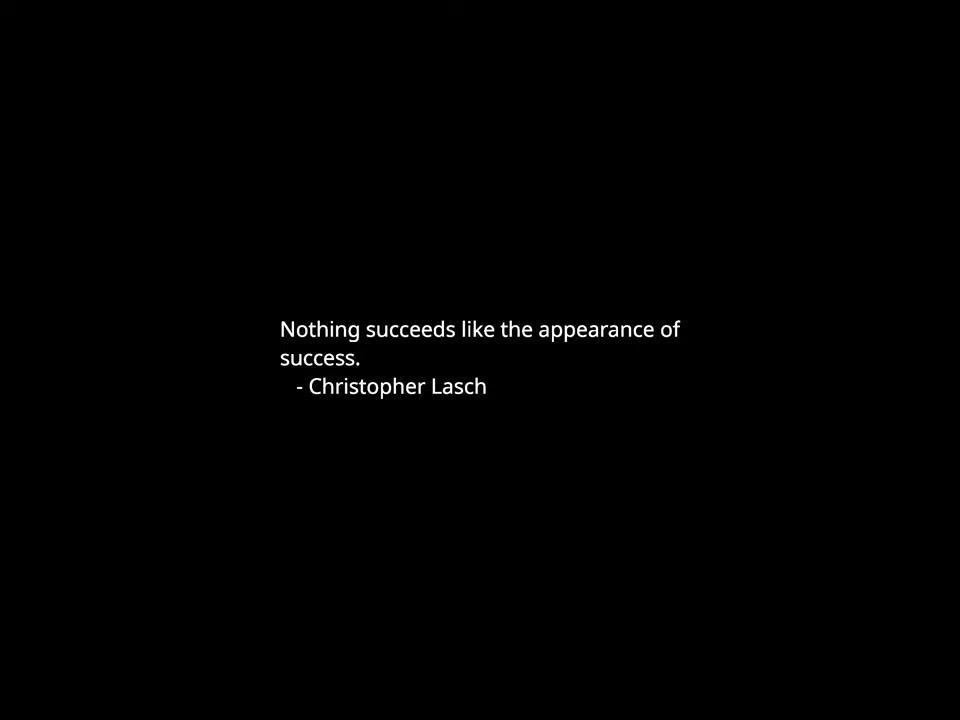 Nothing succeeds like the appearance of
success.
- Christopher Lasch